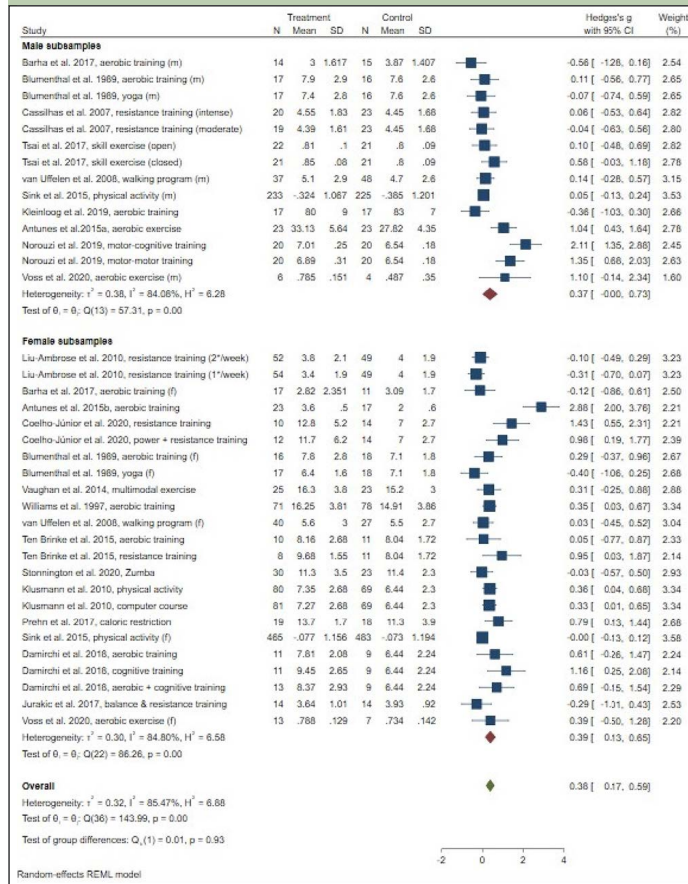 Treatment Control Hedges's g Weight
Study N Mean SD N Mean SD with 95% CI (%)
Male subsamples
Barha et al. 2017, aerobic training (m) 14 3 1.617 15 3.87 1.407 -0.56 [ -1.28, 0.16] 2.54
Blumenthal et al. 1989, aerobic training (m) 17 7.9 2.9 16 7.6 2.6 0.11 [ -0.56, 0.77] 2.65
Blumenthal et al. 1989, yoga (m) 17 7.4 2.8 16 7.6 2.6 -0.07 [ -0.74, 0.59] 2.65
Cassilhas et al. 2007, resistance training (intense) 20 4.55 1.83 23 4.45 1.68 0.06 [ -0.53, 0.64] 2.82
Cassilhas et al. 2007, resistance training (moderate) 19 4.39 1.61 23 4.45 1.68 -0.04 [ -0.63, 0.56] 2.80
Tsai et al. 2017, skill exercise (open) 22 .81 .1 21 .8 .09 0.10 [ -0.48, 0.69] 2.82
Tsai et al. 2017, skill exercise (closed) 21 .85 .08 21 .8 .09 0.58 [ -0.03, 1.18] 2.78
van Uffelen et al. 2008, walking program (m) 37 5.1 2.9 48 4.7 2.6 0.14 [ -0.28, 0.57] 3.15
Sink et al. 2015, physical activity (m) 233 -.324 1.067 225 -.385 1.201 0.05 [ -0.13, 0.24] 3.53
Kleinloog et al. 2019, aerobic training 17 80 9 17 83 7 -0.36 [ -1.03, 0.30] 2.66
Antunes et al.2015a, aerobic exercise 23 33.13 5.64 23 27.82 4.35 1.04 [ 0.43, 1.64] 2.78
Norouzi et al. 2019, motor-cognitive training 20 7.01 .25 20 6.54 .18 2.11 [ 1.35, 2.88] 2.45
Norouzi et al. 2019, motor-motor training 20 6.89 .31 20 6.54 .18 1.35 [ 0.68, 2.03] 2.63
Voss et al. 2020, aerobic exercise (m) 6 .785 .151 4 .487 .35 1.10 [ -0.14, 2.34] 1.60
Heterogeneity: τ² = 0.38, I² = 84.08%, H² = 6.28 0.37 [ -0.00, 0.73]
Test of θᵢ = θⱼ: Q(13) = 57.31, p = 0.00
Female subsamples
Liu-Ambrose et al. 2010, resistance training (2*/week) 52 3.8 2.1 49 4 1.9 -0.10 [ -0.49, 0.29] 3.23
Liu-Ambrose et al. 2010, resistance training (1*/week) 54 3.4 1.9 49 4 1.9 -0.31 [ -0.70, 0.07] 3.23
Barha et al. 2017, aerobic training (f) 17 2.82 2.351 11 3.09 1.7 -0.12 [ -0.86, 0.61] 2.50
Antunes et al. 2015b, aerobic training 23 3.6 .5 17 2 .6 2.88 [ 2.00, 3.76] 2.21
Coelho-Júnior et al. 2020, resistance training 10 12.8 5.2 14 7 2.7 1.43 [ 0.55, 2.31] 2.21
Coelho-Júnior et al. 2020, power + resistance training 12 11.7 6.2 14 7 2.7 0.98 [ 0.19, 1.77] 2.39
Blumenthal et al. 1989, aerobic training (f) 16 7.8 2.8 18 7.1 1.8 0.29 [ -0.37, 0.96] 2.67
Blumenthal et al. 1989, yoga (f) 17 6.4 1.6 18 7.1 1.8 -0.40 [ -1.06, 0.25] 2.68
Vaughan et al. 2014, multimodal exercise 25 16.3 3.8 23 15.2 3 0.31 [ -0.25, 0.88] 2.88
Williams et al. 1997, aerobic training 71 16.25 3.81 78 14.91 3.86 0.35 [ 0.03, 0.67] 3.34
van Uffelen et al. 2008, walking program (f) 40 5.6 3 27 5.5 2.7 0.03 [ -0.45, 0.52] 3.04
Ten Brinke et al. 2015, aerobic training 10 8.16 2.68 11 8.04 1.72 0.05 [ -0.77, 0.87] 2.33
Ten Brinke et al. 2015, resistance training 8 9.68 1.55 11 8.04 1.72 0.95 [ 0.03, 1.87] 2.14
Stonnington et al. 2020, Zumba 30 11.3 3.5 23 11.4 2.3 -0.03 [ -0.57, 0.50] 2.93
Klusmann et al. 2010, physical activity 80 7.35 2.68 69 6.44 2.3 0.36 [ 0.04, 0.68] 3.34
Klusmann et al. 2010, computer course 81 7.27 2.68 69 6.44 2.3 0.33 [ 0.01, 0.65] 3.34
Prehn et al. 2017, caloric restriction 19 13.7 1.7 18 11.3 3.9 0.79 [ 0.13, 1.44] 2.68
Sink et al. 2015, physical activity (f) 465 -.077 1.156 483 -.073 1.194 -0.00 [ -0.13, 0.12] 3.58
Damirchi et al. 2018, aerobic training 11 7.81 2.08 9 6.44 2.24 0.61 [ -0.26, 1.47] 2.24
Damirchi et al. 2018, cognitive training 11 9.45 2.65 9 6.44 2.24 1.16 [ 0.25, 2.08] 2.14
Damirchi et al. 2018, aerobic + cognitive training 13 8.37 2.93 9 6.44 2.24 0.69 [ -0.15, 1.54] 2.29
Jurakic et al. 2017, balance & resistance training 14 3.64 1.01 14 3.93 .92 -0.29 [ -1.01, 0.43] 2.53
Voss et al. 2020, aerobic exercise (f) 13 .788 .129 7 .734 .142 0.39 [ -0.50, 1.28] 2.20
Heterogeneity: τ² = 0.30, I² = 84.80%, H² = 6.58 0.39 [ 0.13, 0.65]
Test of θᵢ = θⱼ: Q(22) = 86.26, p = 0.00
Overall 0.38 [ 0.17, 0.59]
Heterogeneity: τ² = 0.32, I² = 85.47%, H² = 6.88
Test of θᵢ = θⱼ: Q(36) = 143.99, p = 0.00
Test of group differences: Qᵦ(1) = 0.01, p = 0.93
-2 0 2 4
Random-effects REML model